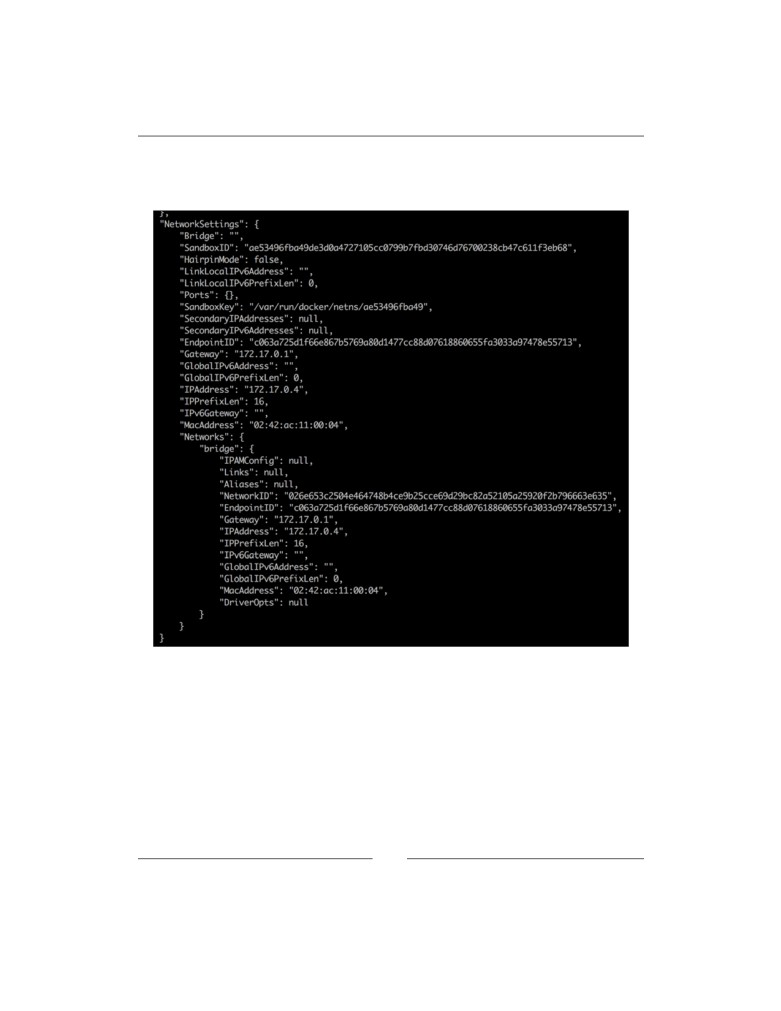 },
"NetworkSettings": {
"Bridge": "",
"SandboxID": "ae53496fba49de3d0a4727105cc0799b7fbd30746d76700238cb47c611f3eb68",
"HairpinMode": false,
"LinkLocalIPv6Address": "",
"LinkLocalIPv6PrefixLen": 0,
"Ports": {},
"SandboxKey": "/var/run/docker/netns/ae53496fba49",
"SecondaryIPAddresses": null,
"SecondaryIPv6Addresses": null,
"EndpointID": "c063a725d1f66e867b5769a80d1477cc88d07618860655fa3033a97478e55713",
"Gateway": "172.17.0.1",
"GlobalIPv6Address": "",
"GlobalIPv6PrefixLen": 0,
"IPAddress": "172.17.0.4",
"IPPrefixLen": 16,
"IPv6Gateway": "",
"MacAddress": "02:42:ac:11:00:04",
"Networks": {
"bridge": {
"IPAMConfig": null,
"Links": null,
"Aliases": null,
"NetworkID": "026e653c2504e464748b4ce9b25cce69d29bc82a52105a25920f2b796663e635",
"EndpointID": "c063a725d1f66e867b5769a80d1477cc88d07618860655fa3033a97478e55713",
"Gateway": "172.17.0.1",
"IPAddress": "172.17.0.4",
"IPPrefixLen": 16,
"IPv6Gateway": "",
"GlobalIPv6Address": "",
"GlobalIPv6PrefixLen": 0,
"MacAddress": "02:42:ac:11:00:04",
"DriverOpts": null
}
}
}